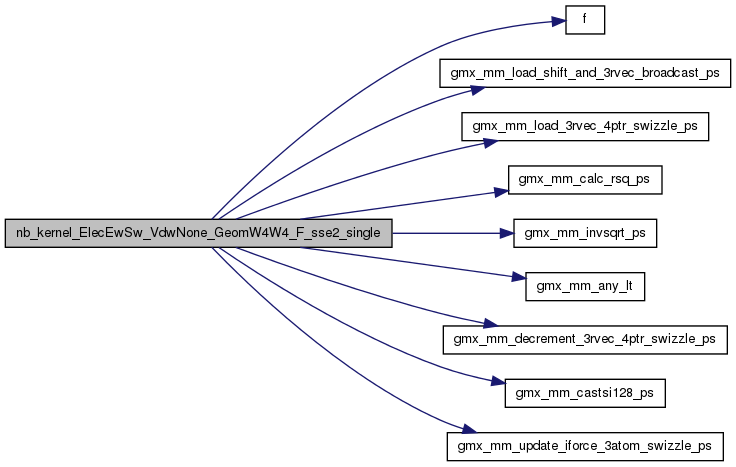 f
gmx_mm_load_shift_and_3rvec_broadcast_ps
gmx_mm_load_3rvec_4ptr_swizzle_ps
gmx_mm_calc_rsq_ps
nb_kernel_ElecEwSw_VdwNone_GeomW4W4_F_sse2_single
gmx_mm_invsqrt_ps
gmx_mm_any_lt
gmx_mm_decrement_3rvec_4ptr_swizzle_ps
gmx_mm_castsi128_ps
gmx_mm_update_iforce_3atom_swizzle_ps